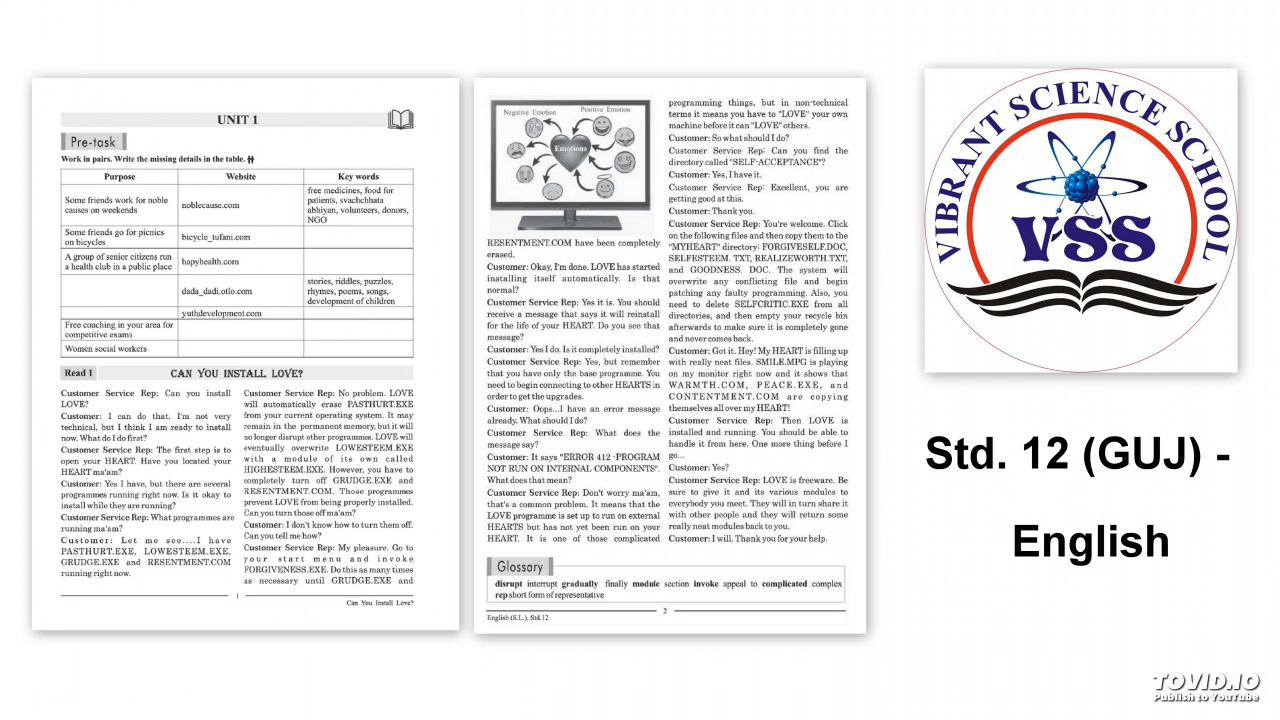 UNIT 1
Pre-task
Work in pairs. Write the missing details in the table.
Purpose Website Key words
Some friends work for noble causes on weekends noblecause.com free medicines, food for patients, svachchhata abhiyan, volunteers, donors, NGO
Some friends go for picnics on bicycles bicycle_tufani.com
A group of senior citizens run a health club in a public place hapyhealth.com
dada_dadi.otlo.com stories, riddles, puzzles, rhymes, poems, songs, development of children
yuthdevelopment.com
Free coaching in your area for competitive exams
Women social workers
Read 1
CAN YOU INSTALL LOVE?
Customer Service Rep: Can you install
LOVE?
Customer: I can do that. I'm not very
technical, but I think I am ready to install
now. What do I do first?
Customer Service Rep: The first step is to
open your HEART. Have you located your
HEART ma'am?
Customer: Yes I have, but there are several
programmes running right now. Is it okay to
install while they are running?
Customer Service Rep: What programmes are
running ma'am?
Customer: Let me see....I have
PASTHURT.EXE, LOWESTEEM.EXE,
GRUDGE.EXE and RESENTMENT.COM
running right now.
Customer Service Rep: No problem. LOVE
will automatically erase PASTHURT.EXE
from your current operating system. It may
remain in the permanent memory, but it will
no longer disrupt other programmes. LOVE will
eventually overwrite LOWESTEEM.EXE
with a module of its own called
HIGHESTEEM.EXE. However, you have to
completely turn off GRUDGE.EXE and
RESENTMENT.COM. Those programmes
prevent LOVE from being properly installed.
Can you turn those off ma'am?
Customer: I don't know how to turn them off.
Can you tell me how?
Customer Service Rep: My pleasure. Go to
your start menu and invoke
FORGIVENESS.EXE. Do this as many times
as necessary until GRUDGE.EXE and
1
Can You Install Love?
Negative Emotion
Positive Emotion
Emotions
RESENTMENT.COM have been completely
erased.
Customer: Okay, I'm done. LOVE has started
installing itself automatically. Is that
normal?
Customer Service Rep: Yes it is. You should
receive a message that says it will reinstall
for the life of your HEART. Do you see that
message?
Customer: Yes I do. Is it completely installed?
Customer Service Rep: Yes, but remember
that you have only the base programme. You
need to begin connecting to other HEARTS in
order to get the upgrades.
Customer: Oops...I have an error message
already. What should I do?
Customer Service Rep: What does the
message say?
Customer: It says "ERROR 412 -PROGRAM
NOT RUN ON INTERNAL COMPONENTS".
What does that mean?
Customer Service Rep: Don't worry ma'am,
that's a common problem. It means that the
LOVE programme is set up to run on external
HEARTS but has not yet been run on your
HEART. It is one of those complicated
programming things, but in non-technical
terms it means you have to "LOVE" your own
machine before it can "LOVE" others.
Customer: So what should I do?
Customer Service Rep: Can you find the
directory called "SELF-ACCEPTANCE"?
Customer: Yes, I have it.
Customer Service Rep: Excellent, you are
getting good at this.
Customer: Thank you.
Customer Service Rep: You're welcome. Click
on the following files and then copy them to the
"MYHEART" directory: FORGIVESELF.DOC,
SELFESTEEM. TXT, REALIZEWORTH.TXT,
and GOODNESS. DOC. The system will
overwrite any conflicting file and begin
patching any faulty programming. Also, you
need to delete SELFCRITIC.EXE from all
directories, and then empty your recycle bin
afterwards to make sure it is completely gone
and never comes back.
Customer: Got it. Hey! My HEART is filling up
with really neat files. SMILE.MPG is playing
on my monitor right now and it shows that
WARMTH.COM, PEACE.EXE, and
CONTENTMENT.COM are copying
themselves all over my HEART!
Customer Service Rep: Then LOVE is
installed and running. You should be able to
handle it from here. One more thing before I
go...
Customer: Yes?
Customer Service Rep: LOVE is freeware. Be
sure to give it and its various modules to
everybody you meet. They will in turn share it
with other people and they will return some
really neat modules back to you.
Customer: I will. Thank you for your help.
Glossary
disrupt interrupt gradually finally module section invoke appeal to complicated complex
rep short form of representative
2
English (S.L.), Std.12
VIBRANT SCIENCE SCHOOL
VSS
Std. 12 (GUJ) -
English
TOVID.IO
Publish to YouTube